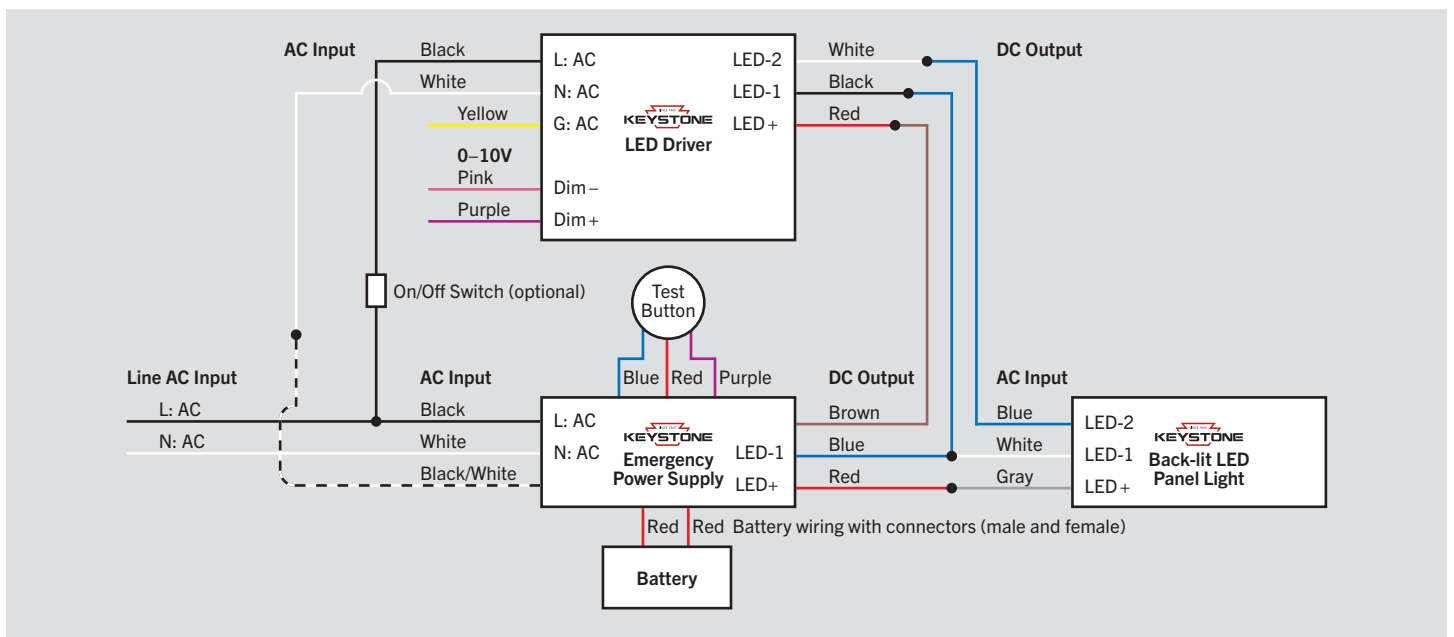 AC Input
Black
L: AC
LED-2
White
DC Output
White
N: AC
LED-1
Black
Yellow
G: AC
KEYSTONE
LED+
Red
LED Driver
0–10V
Pink
Dim–
Purple
Dim+
On/Off Switch (optional)
Test
Button
Blue
Red
Purple
Line AC Input
AC Input
DC Output
AC Input
L: AC
Black
L: AC
Brown
Blue
LED-2
N: AC
White
N: AC
KEYSTONE
Emergency
Power Supply
LED-1
Blue
White
LED-1
KEYSTONE
Back-lit LED
Panel Light
Black/White
LED+
Red
Gray
LED+
Red
Red
Battery wiring with connectors (male and female)
Battery